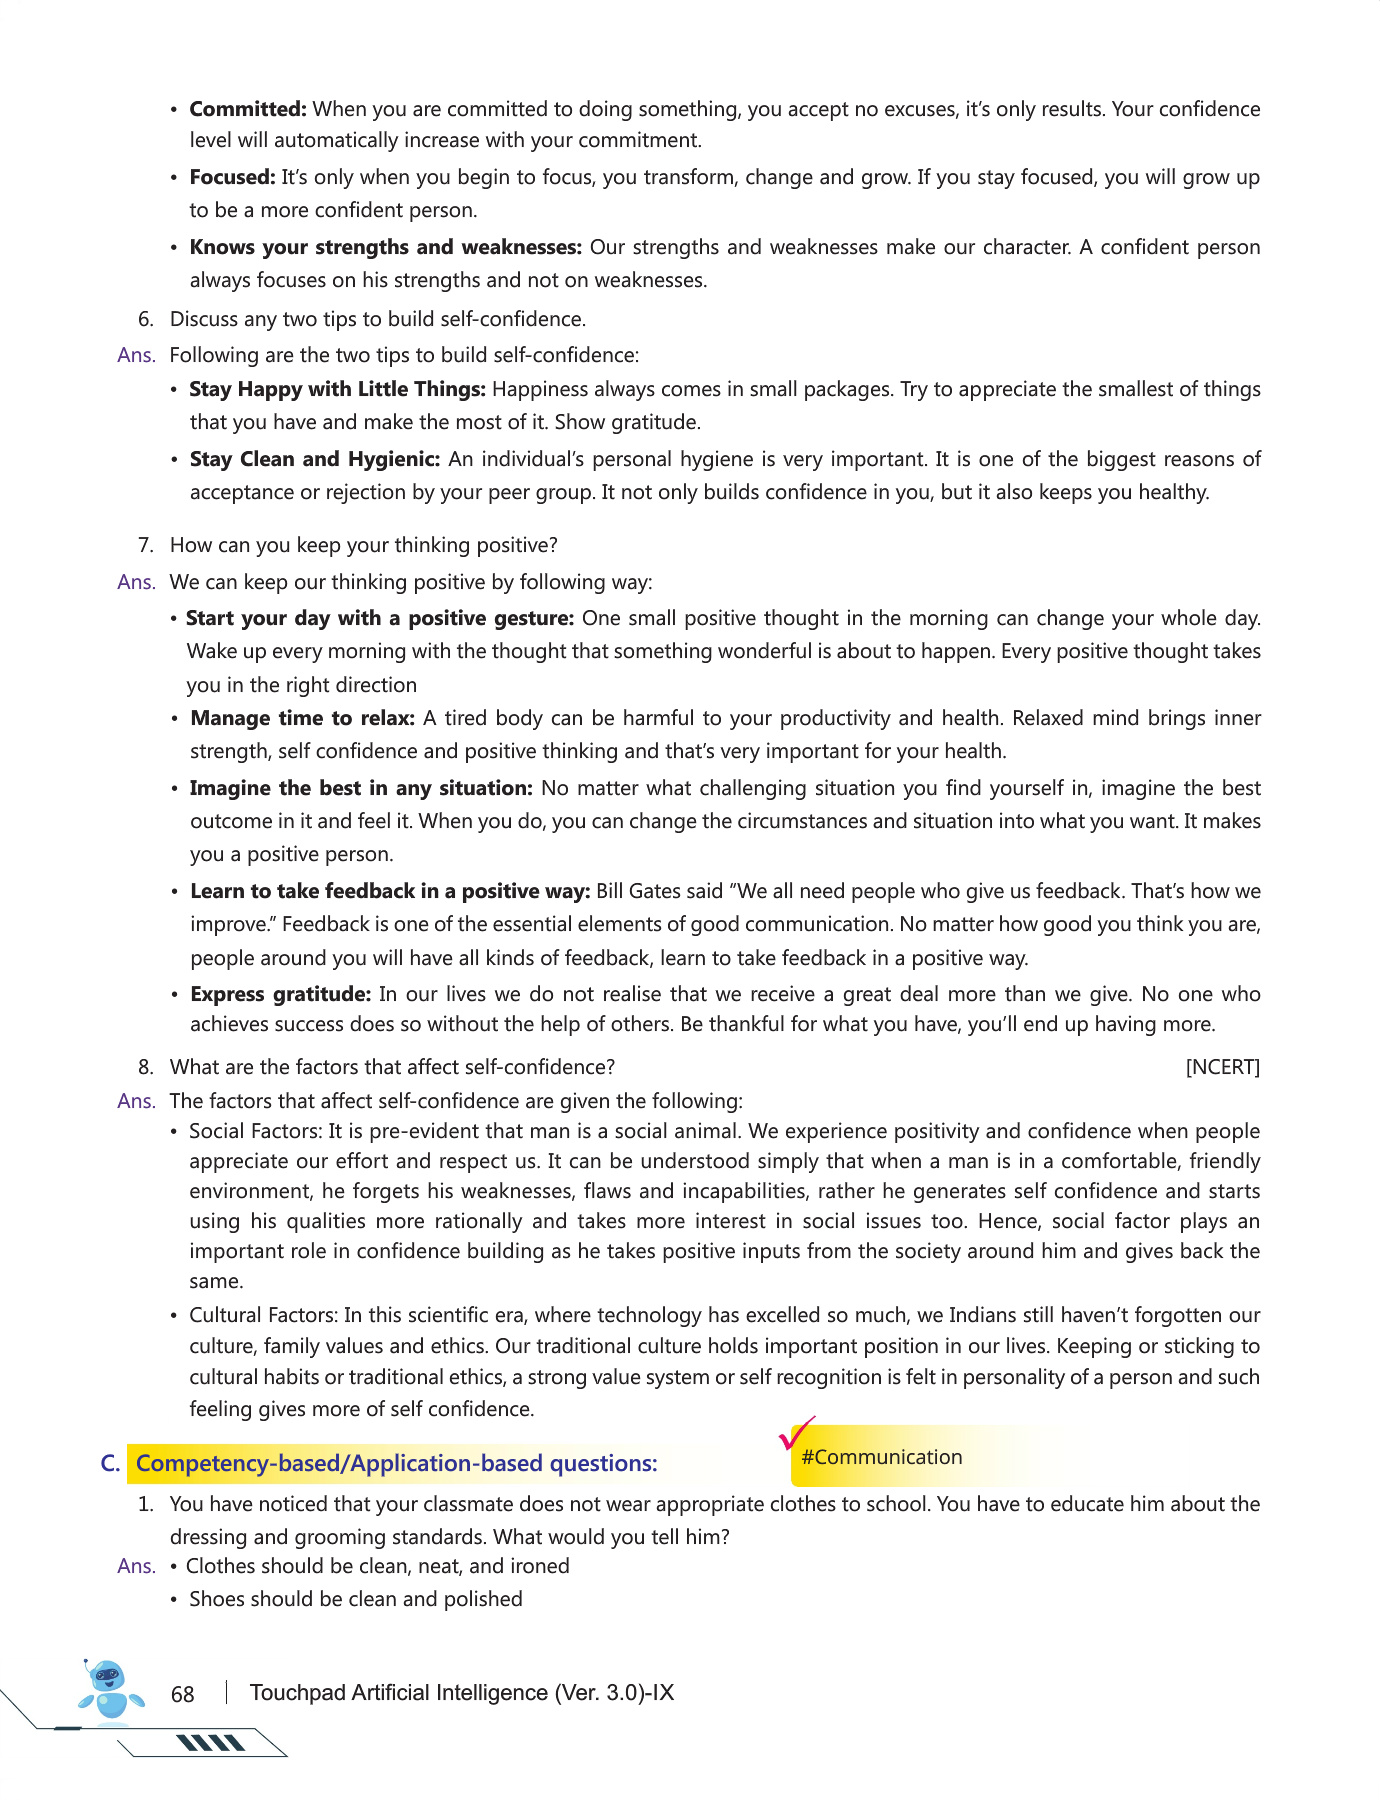 • Committed: When you are committed to doing something, you accept no excuses, it’s only results. Your confidence
level will automatically increase with your commitment.
• Focused: It’s only when you begin to focus, you transform, change and grow. If you stay focused, you will grow up
to be a more confident person.
• Knows your strengths and weaknesses: Our strengths and weaknesses make our character. A confident person
always focuses on his strengths and not on weaknesses.
6. Discuss any two tips to build self-confidence.
Ans. Following are the two tips to build self-confidence:
• Stay Happy with Little Things: Happiness always comes in small packages. Try to appreciate the smallest of things
that you have and make the most of it. Show gratitude.
• Stay Clean and Hygienic: An individual’s personal hygiene is very important. It is one of the biggest reasons of
acceptance or rejection by your peer group. It not only builds confidence in you, but it also keeps you healthy.
7. How can you keep your thinking positive?
Ans. We can keep our thinking positive by following way:
• Start your day with a positive gesture: One small positive thought in the morning can change your whole day.
Wake up every morning with the thought that something wonderful is about to happen. Every positive thought takes
you in the right direction
• Manage time to relax: A tired body can be harmful to your productivity and health. Relaxed mind brings inner
strength, self confidence and positive thinking and that’s very important for your health.
• Imagine the best in any situation: No matter what challenging situation you find yourself in, imagine the best
outcome in it and feel it. When you do, you can change the circumstances and situation into what you want. It makes
you a positive person.
• Learn to take feedback in a positive way: Bill Gates said “We all need people who give us feedback. That’s how we
improve.” Feedback is one of the essential elements of good communication. No matter how good you think you are,
people around you will have all kinds of feedback, learn to take feedback in a positive way.
• Express gratitude: In our lives we do not realise that we receive a great deal more than we give. No one who
achieves success does so without the help of others. Be thankful for what you have, you’ll end up having more.
8. What are the factors that affect self-confidence? [NCERT]
Ans. The factors that affect self-confidence are given the following:
• Social Factors: It is pre-evident that man is a social animal. We experience positivity and confidence when people
appreciate our effort and respect us. It can be understood simply that when a man is in a comfortable, friendly
environment, he forgets his weaknesses, flaws and incapabilities, rather he generates self confidence and starts
using his qualities more rationally and takes more interest in social issues too. Hence, social factor plays an
important role in confidence building as he takes positive inputs from the society around him and gives back the
same.
• Cultural Factors: In this scientific era, where technology has excelled so much, we Indians still haven’t forgotten our
culture, family values and ethics. Our traditional culture holds important position in our lives. Keeping or sticking to
cultural habits or traditional ethics, a strong value system or self recognition is felt in personality of a person and such
feeling gives more of self confidence.
C. Competency-based/Application-based questions:
#Communication
1. You have noticed that your classmate does not wear appropriate clothes to school. You have to educate him about the
dressing and grooming standards. What would you tell him?
Ans. • Clothes should be clean, neat, and ironed
• Shoes should be clean and polished
68 | Touchpad Artificial Intelligence (Ver. 3.0)-IX